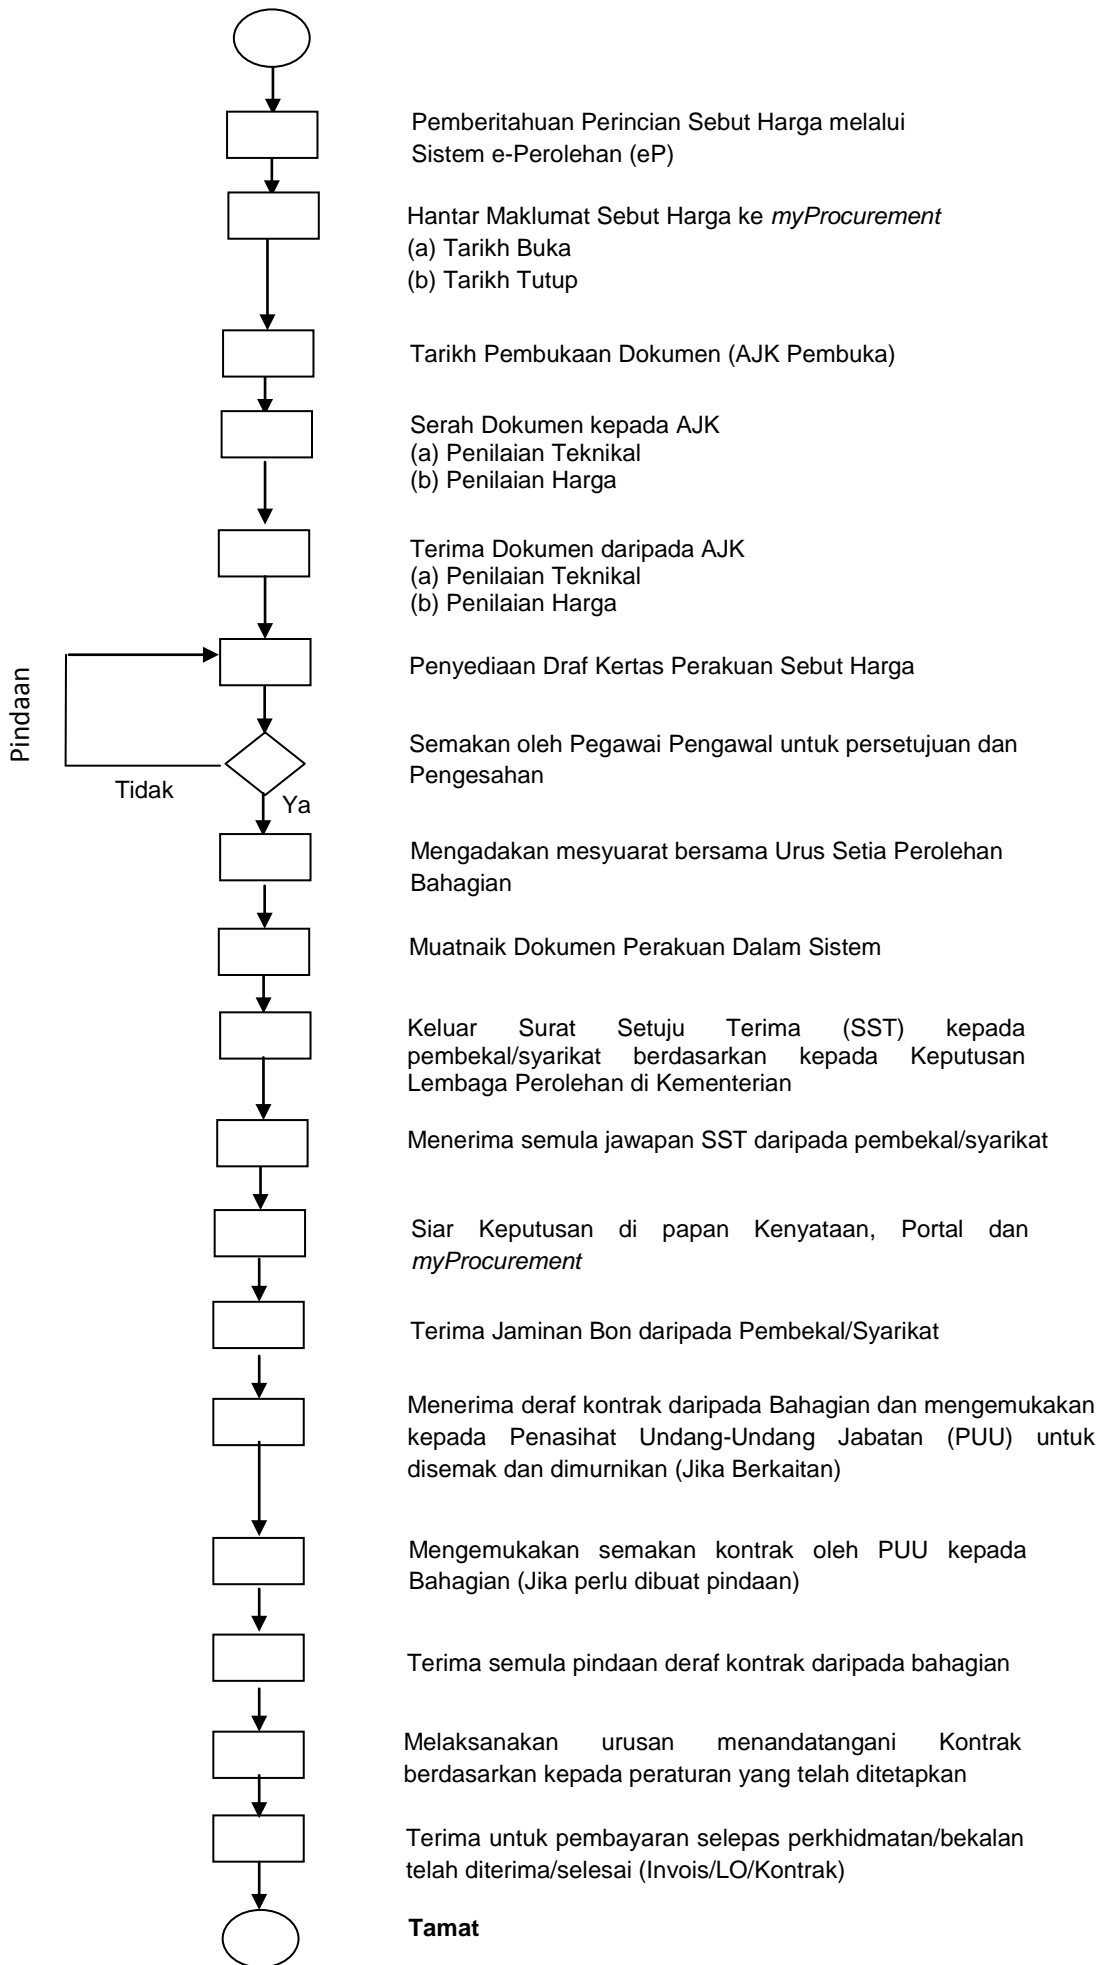 Pemberitahuan Perincian Sebut Harga melalui
Sistem e-Perolehan (eP)
Hantar Maklumat Sebut Harga ke myProcurement
(a) Tarikh Buka
(b) Tarikh Tutup
Tarikh Pembukaan Dokumen (AJK Pembuka)
Serah Dokumen kepada AJK
(a) Penilaian Teknikal
(b) Penilaian Harga
Terima Dokumen daripada AJK
(a) Penilaian Teknikal
(b) Penilaian Harga
Penyediaan Draf Kertas Perakuan Sebut Harga
Pindaan
Semakan oleh Pegawai Pengawal untuk persetujuan dan
Pengesahan
Tidak
Ya
Mengadakan mesyuarat bersama Urus Setia Perolehan
Bahagian
Muatnaik Dokumen Perakuan Dalam Sistem
Keluar Surat Setuju Terima (SST) kepada
pembekal/syarikat berdasarkan kepada Keputusan
Lembaga Perolehan di Kementerian
Menerima semula jawapan SST daripada pembekal/syarikat
Siar Keputusan di papan Kenyataan, Portal dan
myProcurement
Terima Jaminan Bon daripada Pembekal/Syarikat
Menerima deraf kontrak daripada Bahagian dan mengemukakan
kepada Penasihat Undang-Undang Jabatan (PUU) untuk
disemak dan dimurnikan (Jika Berkaitan)
Mengemukakan semakan kontrak oleh PUU kepada
Bahagian (Jika perlu dibuat pindaan)
Terima semula pindaan deraf kontrak daripada bahagian
Melaksanakan urusan menandatangani Kontrak
berdasarkan kepada peraturan yang telah ditetapkan
Terima untuk pembayaran selepas perkhidmatan/bekalan
telah diterima/selesai (Invois/LO/Kontrak)
Tamat